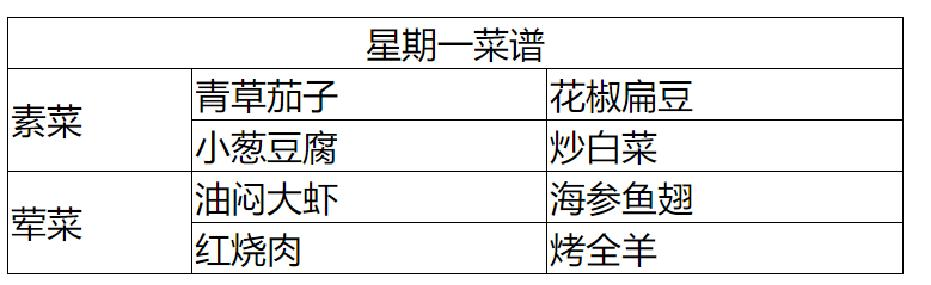 星期一菜谱
素菜
青草茄子
花椒扁豆
小葱豆腐
炒白菜
荤菜
油闷大虾
海参鱼翅
红烧肉
烤全羊